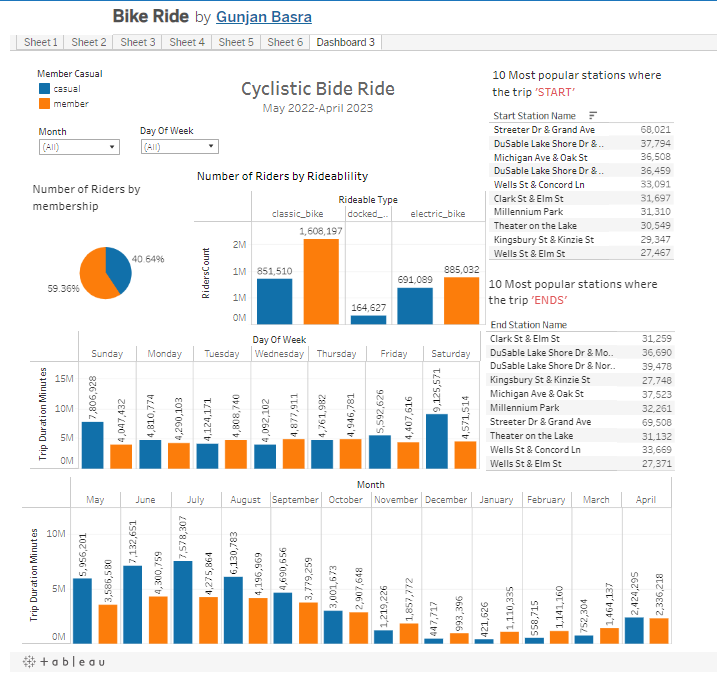 Bike Ride by Gunjan Basra
Sheet 1 Sheet 2 Sheet 3 Sheet 4 Sheet 5 Sheet 6 Dashboard 3
Member Casual
casual
member
Cyclistic Bide Ride
May 2022-April 2023
Month
Day Of Week
(All)
(All)
10 Most popular stations where
the trip 'START'
Start Station Name
Streeter Dr & Grand Ave 68,021
DuSable Lake Shore Dr &.. 37,794
Michigan Ave & Oak St 36,508
DuSable Lake Shore Dr &.. 36,459
Wells St & Concord Ln 33,091
Clark St & Elm St 31,697
Millennium Park 31,310
Theater on the Lake 30,549
Kingsbury St & Kinzie St 29,347
Wells St & Elm St 27,467
Number of Riders by
membership
40.64%
59.36%
Number of Riders by Rideablility
Rideable Type
classic_bike docked_.. electric_bike
RidersCount
2M
1M
1M
0M
851,510
1,608,197
164,627
691,089
885,032
10 Most popular stations where
the trip 'ENDS'
End Station Name
Clark St & Elm St 31,259
DuSable Lake Shore Dr & Mo.. 36,690
DuSable Lake Shore Dr & Nor.. 39,478
Kingsbury St & Kinzie St 27,748
Michigan Ave & Oak St 37,523
Millennium Park 32,261
Streeter Dr & Grand Ave 69,508
Theater on the Lake 31,132
Wells St & Concord Ln 33,669
Wells St & Elm St 27,371
Day Of Week
Sunday Monday Tuesday Wednesday Thursday Friday Saturday
Trip Duration Minutes
15M
10M
5M
0M
7,806,928
4,047,432
4,810,774
4,290,103
4,124,171
4,808,740
4,092,102
4,877,911
4,761,982
4,946,781
5,592,626
4,407,616
9,125,571
4,571,514
Month
May June July August September October November December January February March April
Trip Duration Minutes
10M
5M
0M
5,956,201
3,586,580
7,132,651
4,300,759
7,578,307
4,275,864
6,130,783
4,196,969
4,690,656
3,779,259
3,001,673
2,907,648
1,219,226
1,857,772
447,717
993,396
421,626
1,110,335
558,715
1,141,160
752,304
1,464,137
2,424,295
2,336,218
+ a b l e a u